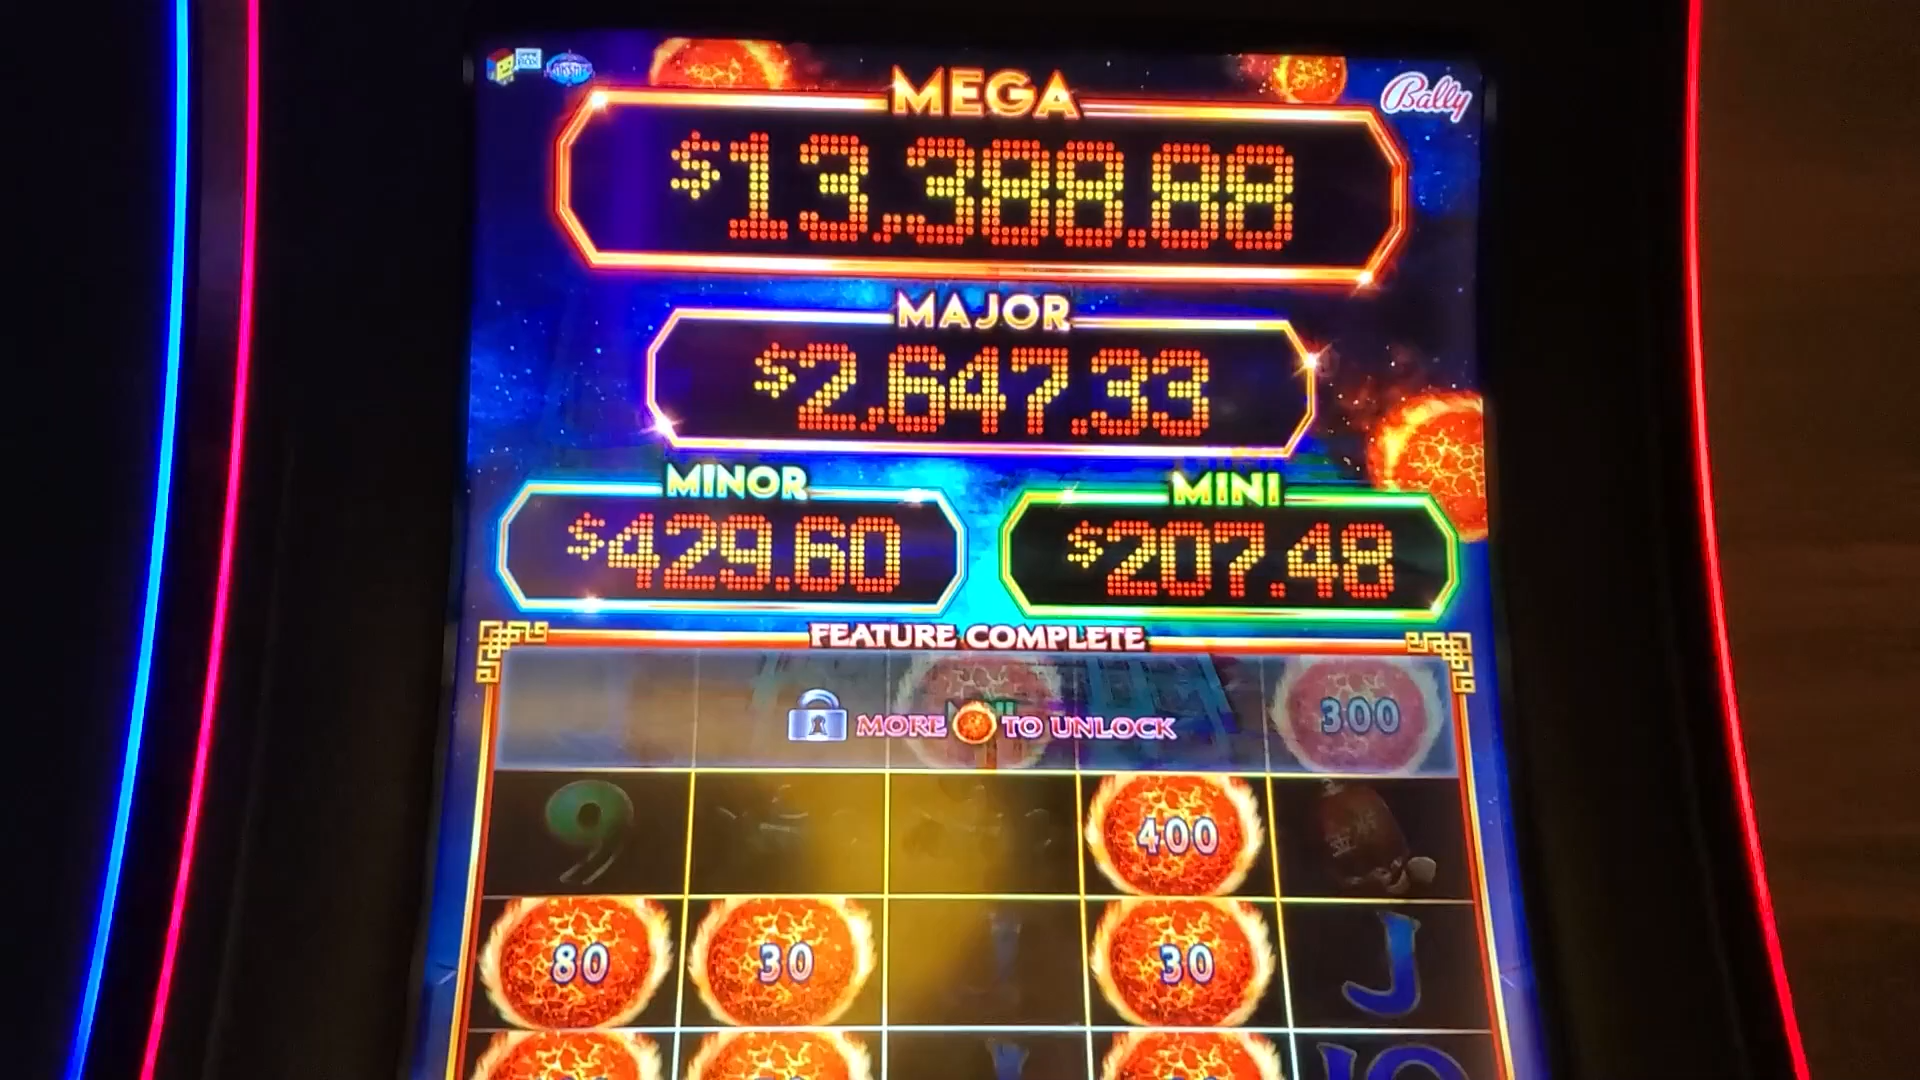 Bally
MEGA
$13,388.88
MAJOR
$2,647.33
MINOR
$429.60
MINI
$207.48
FEATURE COMPLETE
300
MORE TO UNLOCK
9
400
80
30
30
J